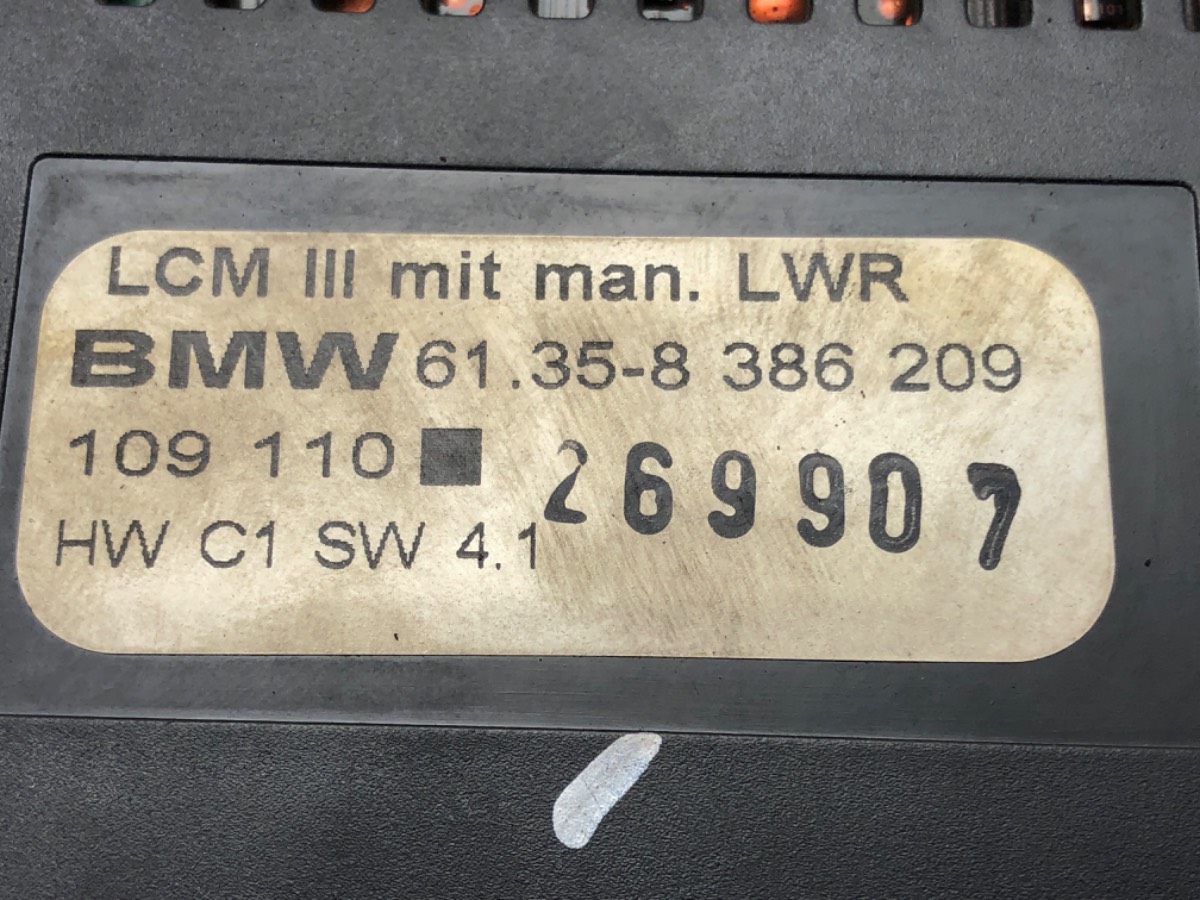 LCM III mit man. LWR
BMW 61.35-8 386 209
109 110 ■ 269907
HW C1 SW 4.1